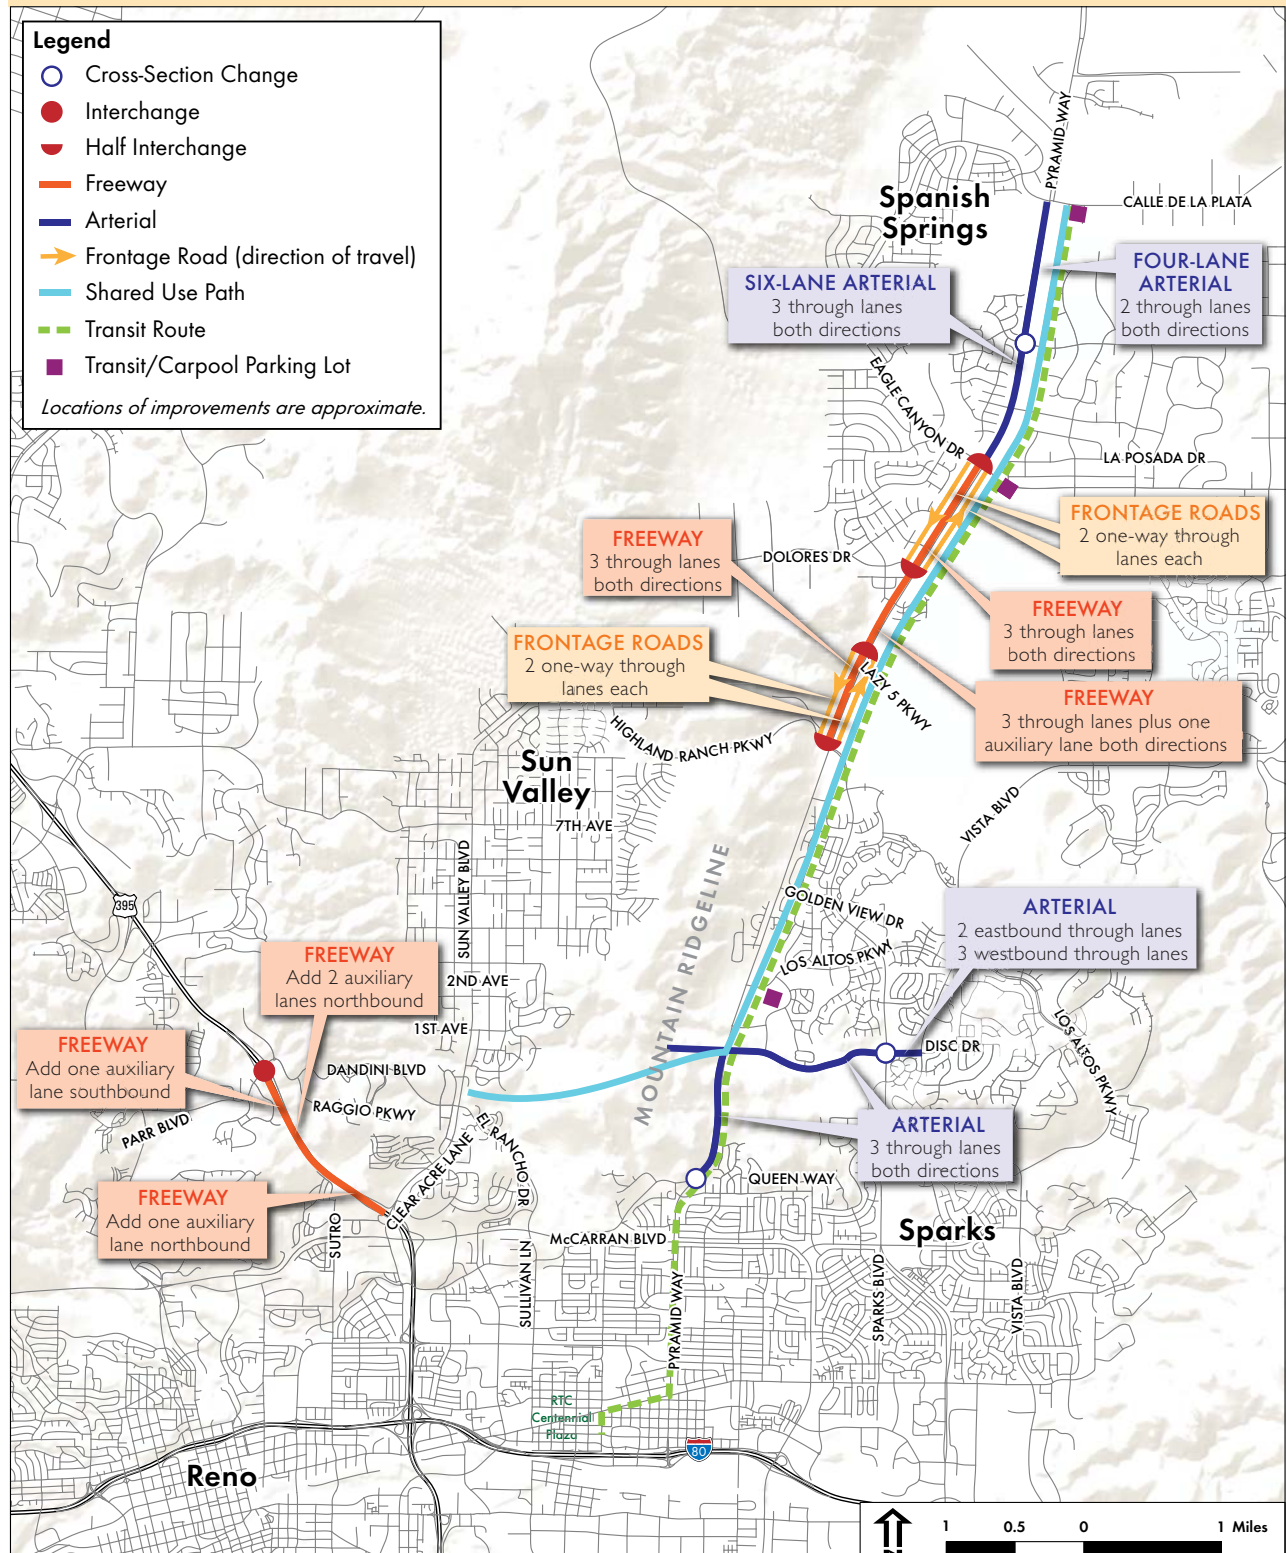 Legend
Cross-Section Change
Interchange
Half Interchange
Freeway
Arterial
Frontage Road (direction of travel)
Shared Use Path
Transit Route
Transit/Carpool Parking Lot
Locations of improvements are approximate.
PYRAMID WAY
CALLE DE LA PLATA
Spanish
Springs
SIX-LANE ARTERIAL
3 through lanes
both directions
FOUR-LANE
ARTERIAL
2 through lanes
both directions
EAGLE CANYON DR
LA POSADA DR
FRONTAGE ROADS
2 one-way through
lanes each
FREEWAY
3 through lanes
both directions
DOLORES DR
FREEWAY
3 through lanes
both directions
FRONTAGE ROADS
2 one-way through
lanes each
LAZY 5 PKWY
FREEWAY
3 through lanes plus one
auxiliary lane both directions
HIGHLAND RANCH PKWY
Sun
Valley
7TH AVE
VISTA BLVD
SUN VALLEY BLVD
MOUNTAIN RIDGELINE
GOLDEN VIEW DR
ARTERIAL
2 eastbound through lanes
3 westbound through lanes
395
FREEWAY
Add 2 auxiliary
lanes northbound
2ND AVE
LOS ALTOS PKWY
1ST AVE
LOS ALTOS PKWY
DISC DR
FREEWAY
Add one auxiliary
lane southbound
DANDINI BLVD
RAGGIO PKWY
PARR BLVD
EL RANCHO DR
CLEAR ACRE LANE
ARTERIAL
3 through lanes
both directions
QUEEN WAY
FREEWAY
Add one auxiliary
lane northbound
SUTRO
McCARRAN BLVD
Sparks
SULLIVAN LN
PYRAMID WAY
SPARKS BLVD
VISTA BLVD
RTC
Centennial
Plaza
80
Reno
1 0.5 0 1 Miles